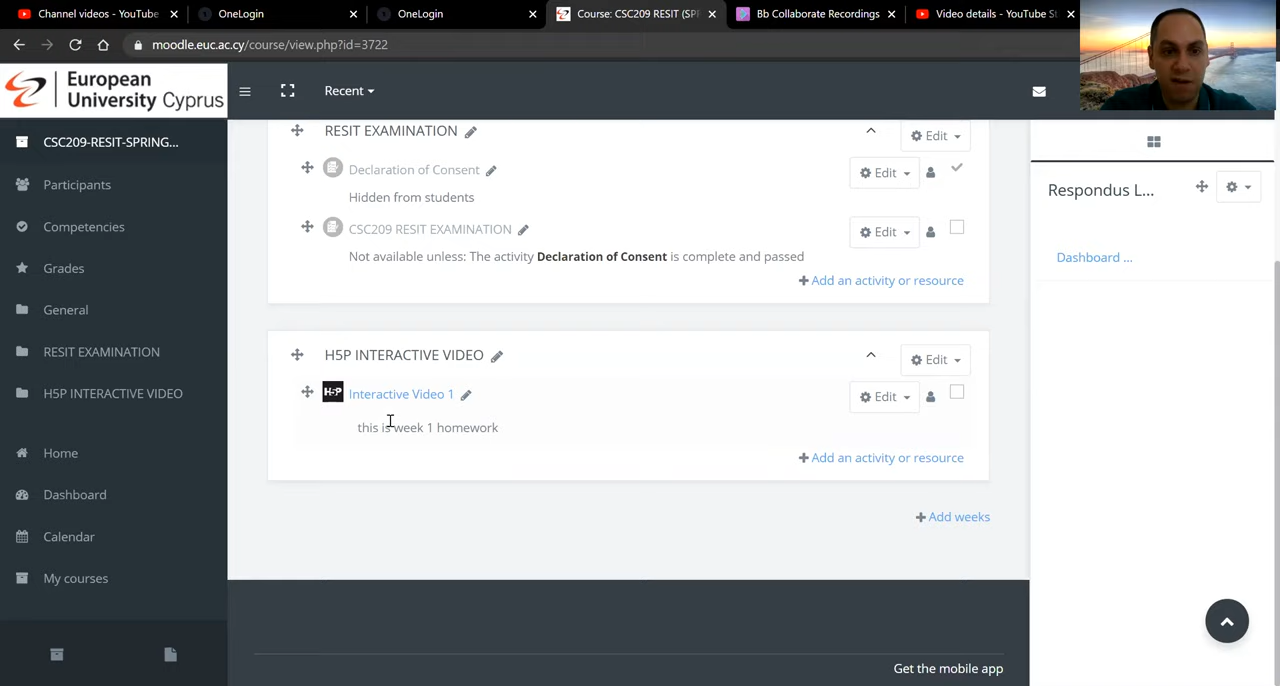 Channel videos - YouTube
OneLogin
OneLogin
Course: CSC209 RESIT (SP
Bb Collaborate Recordings
Video details - YouTube St
moodle.euc.ac.cy/course/view.php?id=3722
European
University Cyprus
Recent
CSC209-RESIT-SPRING...
Participants
Competencies
Grades
General
RESIT EXAMINATION
H5P INTERACTIVE VIDEO
Home
Dashboard
Calendar
My courses
RESIT EXAMINATION
Edit
Declaration of Consent
Edit
Hidden from students
CSC209 RESIT EXAMINATION
Edit
Not available unless: The activity Declaration of Consent is complete and passed
Add an activity or resource
H5P INTERACTIVE VIDEO
Edit
H5P
Interactive Video 1
Edit
this is week 1 homework
Add an activity or resource
Add weeks
Get the mobile app
Respondus L...
Dashboard ...